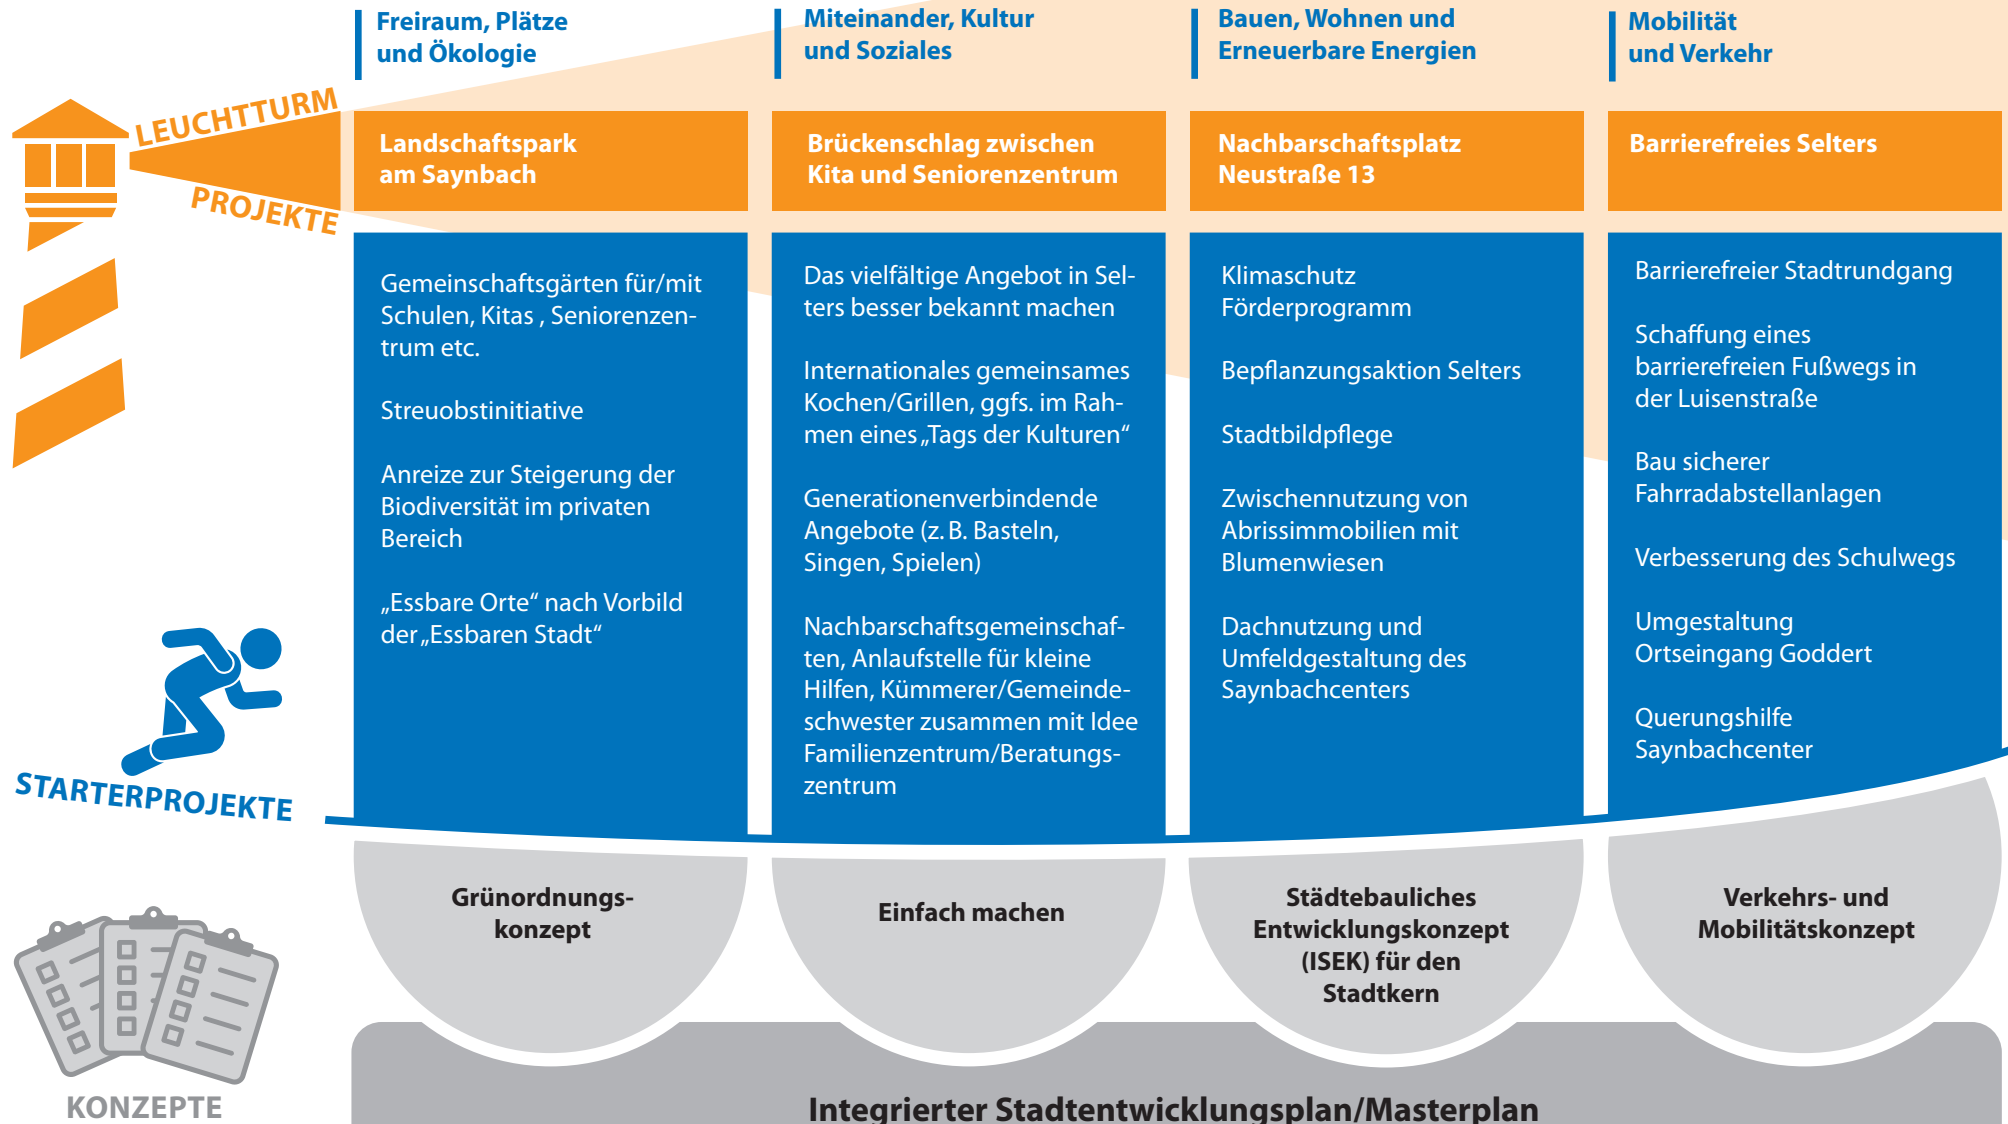 Freiraum, Plätze
und Ökologie
Miteinander, Kultur
und Soziales
Bauen, Wohnen und
Erneuerbare Energien
Mobilität
und Verkehr
LEUCHTTURM
PROJEKTE
Landschaftspark
am Saynbach
Brückenschlag zwischen
Kita und Seniorenzentrum
Nachbarschaftsplatz
Neustraße 13
Barrierefreies Selters
STARTERPROJEKTE
Gemeinschaftsgärten für/mit
Schulen, Kitas , Seniorenzen-
trum etc.
Streuobstinitiative
Anreize zur Steigerung der
Biodiversität im privaten
Bereich
„Essbare Orte“ nach Vorbild
der „Essbaren Stadt“
Das vielfältige Angebot in Sel-
ters besser bekannt machen
Internationales gemeinsames
Kochen/Grillen, ggfs. im Rah-
men eines „Tags der Kulturen“
Generationenverbindende
Angebote (z. B. Basteln,
Singen, Spielen)
Nachbarschaftsgemeinschaf-
ten, Anlaufstelle für kleine
Hilfen, Kümmerer/Gemeinde-
schwester zusammen mit Idee
Familienzentrum/Beratungs-
zentrum
Klimaschutz
Förderprogramm
Bepflanzungsaktion Selters
Stadtbildpflege
Zwischennutzung von
Abrissimmobilien mit
Blumenwiesen
Dachnutzung und
Umfeldgestaltung des
Saynbachcenters
Barrierefreier Stadtrundgang
Schaffung eines
barrierefreien Fußwegs in
der Luisenstraße
Bau sicherer
Fahrradabstellanlagen
Verbesserung des Schulwegs
Umgestaltung
Ortseingang Goddert
Querungshilfe
Saynbachcenter
KONZEPTE
Grünordnungs-
konzept
Einfach machen
Städtebauliches
Entwicklungskonzept
(ISEK) für den
Stadtkern
Verkehrs- und
Mobilitätskonzept
Integrierter Stadtentwicklungsplan/Masterplan